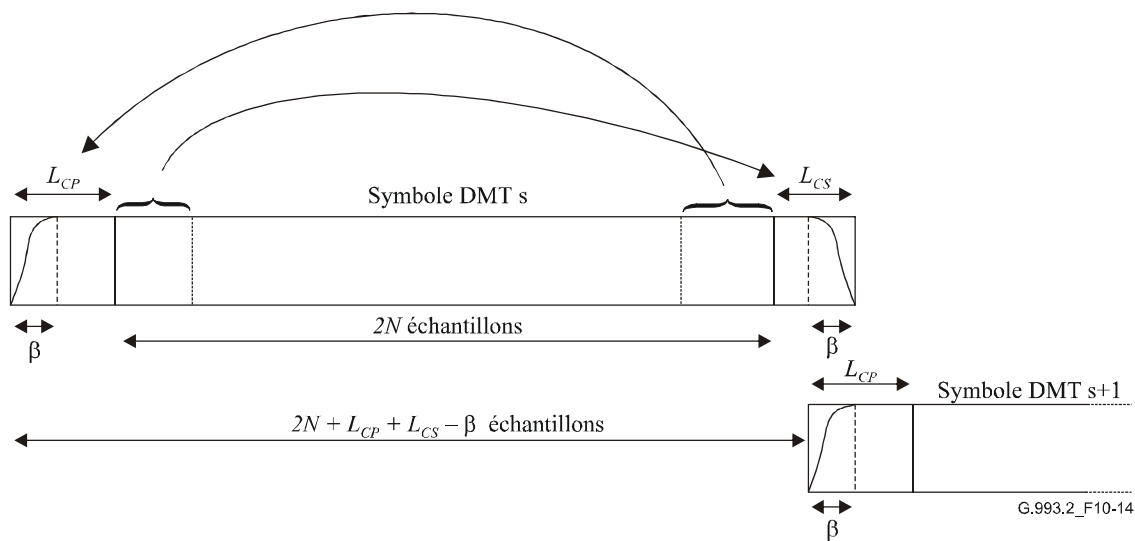 L_CP
Symbole DMT s
L_CS
2N échantillons
β
β
L_CP
Symbole DMT s+1
2N + L_CP + L_CS – β échantillons
β
G.993.2_F10-14